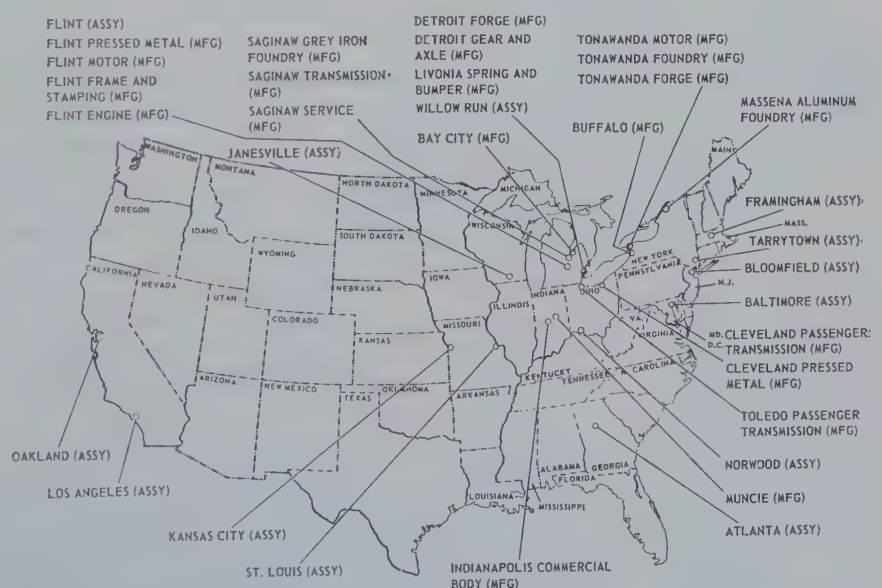 FLINT (ASSY)
FLINT PRESSED METAL (MFG)
FLINT MOTOR (MFG)
FLINT FRAME AND
STAMPING (MFG)
FLINT ENGINE (MFG)
SAGINAW GREY IRON
FOUNDRY (MFG)
SAGINAW TRANSMISSION
(MFG)
SAGINAW SERVICE
(MFG)
JANESVILLE (ASSY)
DETROIT FORGE (MFG)
DETROIT GEAR AND
AXLE (MFG)
LIVONIA SPRING AND
BUMPER (MFG)
WILLOW RUN (ASSY)
BAY CITY (MFG)
TONAWANDA MOTOR (MFG)
TONAWANDA FOUNDRY (MFG)
TONAWANDA FORGE (MFG)
BUFFALO (MFG)
MASSENA ALUMINUM
FOUNDRY (MFG)
WASHINGTON
MONTANA
NORTH DAKOTA
MINNESOTA
MICHIGAN
MAINE
OREGON
IDAHO
SOUTH DAKOTA
WISCONSIN
FRAMINGHAM (ASSY)
MASS.
WYOMING
NEW YORK
TARRYTOWN (ASSY)
CALIFORNIA
NEVADA
UTAH
NEBRASKA
IOWA
ILLINOIS
INDIANA
OHIO
PENNSYLVANIA
BLOOMFIELD (ASSY)
N.J.
COLORADO
KANSAS
MISSOURI
VA.
VIRGINIA
BALTIMORE (ASSY)
MD.
D.C.
CLEVELAND PASSENGER
TRANSMISSION (MFG)
CLEVELAND PRESSED
METAL (MFG)
ARIZONA
NEW MEXICO
TEXAS
OKLAHOMA
ARKANSAS
KENTUCKY
TENNESSEE
CAROLINA
TOLEDO PASSENGER
TRANSMISSION (MFG)
OAKLAND (ASSY)
LOS ANGELES (ASSY)
LOUISIANA
MISSISSIPPI
ALABAMA
GEORGIA
FLORIDA
NORWOOD (ASSY)
MUNCIE (MFG)
ATLANTA (ASSY)
KANSAS CITY (ASSY)
ST. LOUIS (ASSY)
INDIANAPOLIS COMMERCIAL
BODY (MFG)